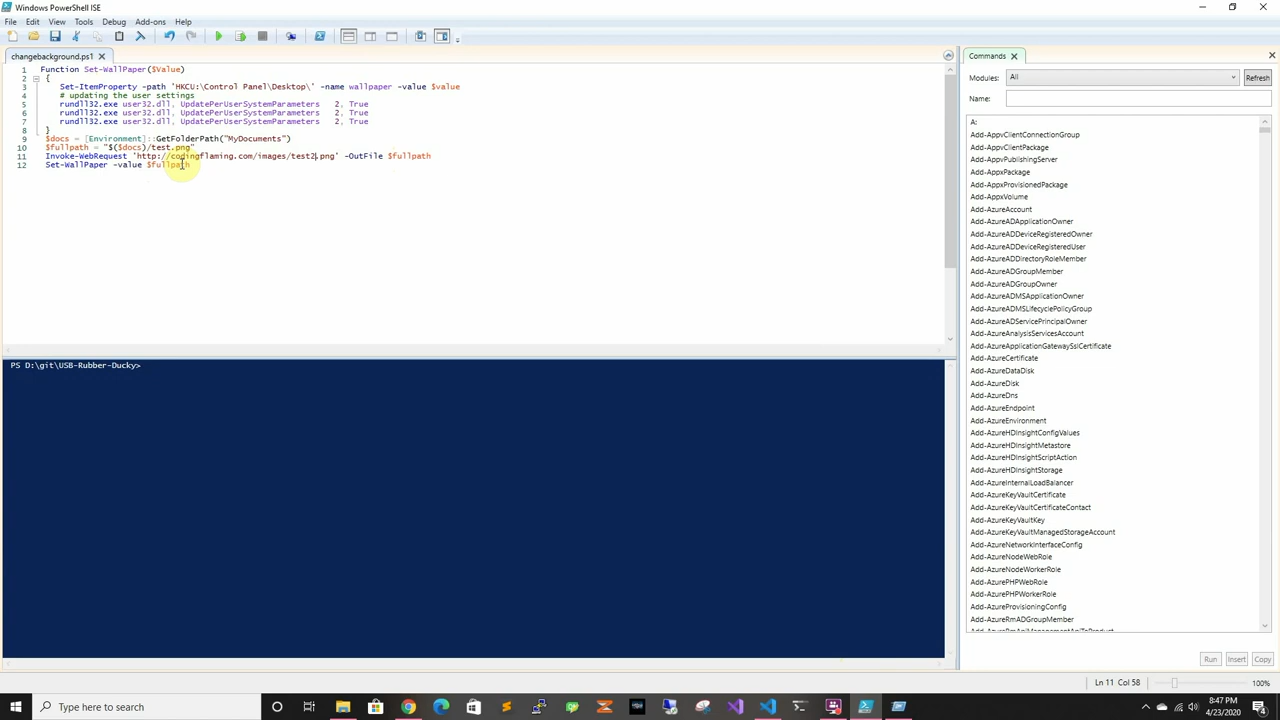 Windows PowerShell ISE
File Edit View Tools Debug Add-ons Help
changebackground.ps1
1 Function Set-WallPaper($Value)
2 {
3 Set-ItemProperty -path 'HKCU:\Control Panel\Desktop\' -name wallpaper -value $value
4 # updating the user settings
5 rundll32.exe user32.dll, UpdatePerUserSystemParameters 2, True
6 rundll32.exe user32.dll, UpdatePerUserSystemParameters 2, True
7 rundll32.exe user32.dll, UpdatePerUserSystemParameters 2, True
8 }
9 $docs = [Environment]::GetFolderPath("MyDocuments")
10 $fullpath = "$($docs)/test.png"
11 Invoke-WebRequest 'http://codingflaming.com/images/test2.png' -OutFile $fullpath
12 Set-WallPaper -value $fullpath
PS D:\git\USB-Rubber-Ducky>
Commands
Modules: All Refresh
Name:
A:
Add-AppvClientConnectionGroup
Add-AppvClientPackage
Add-AppvPublishingServer
Add-AppxPackage
Add-AppxProvisionedPackage
Add-AppxVolume
Add-AzureAccount
Add-AzureADApplicationOwner
Add-AzureADDeviceRegisteredOwner
Add-AzureADDeviceRegisteredUser
Add-AzureADDirectoryRoleMember
Add-AzureADGroupMember
Add-AzureADGroupOwner
Add-AzureADMSApplicationOwner
Add-AzureADMSLifecyclePolicyGroup
Add-AzureADServicePrincipalOwner
Add-AzureAnalysisServicesAccount
Add-AzureApplicationGatewaySslCertificate
Add-AzureCertificate
Add-AzureDataDisk
Add-AzureDisk
Add-AzureDns
Add-AzureEndpoint
Add-AzureEnvironment
Add-AzureHDInsightConfigValues
Add-AzureHDInsightMetastore
Add-AzureHDInsightScriptAction
Add-AzureHDInsightStorage
Add-AzureInternalLoadBalancer
Add-AzureKeyVaultCertificate
Add-AzureKeyVaultCertificateContact
Add-AzureKeyVaultKey
Add-AzureKeyVaultManagedStorageAccount
Add-AzureNetworkInterfaceConfig
Add-AzureNodeWebRole
Add-AzureNodeWorkerRole
Add-AzurePHPWebRole
Add-AzurePHPWorkerRole
Add-AzureProvisioningConfig
Add-AzureRmADGroupMember
Add-AzureRmApiManagementApiToProduct
Run Insert Copy
Ln 11 Col 58 100%
Type here to search
8:47 PM
4/23/2020